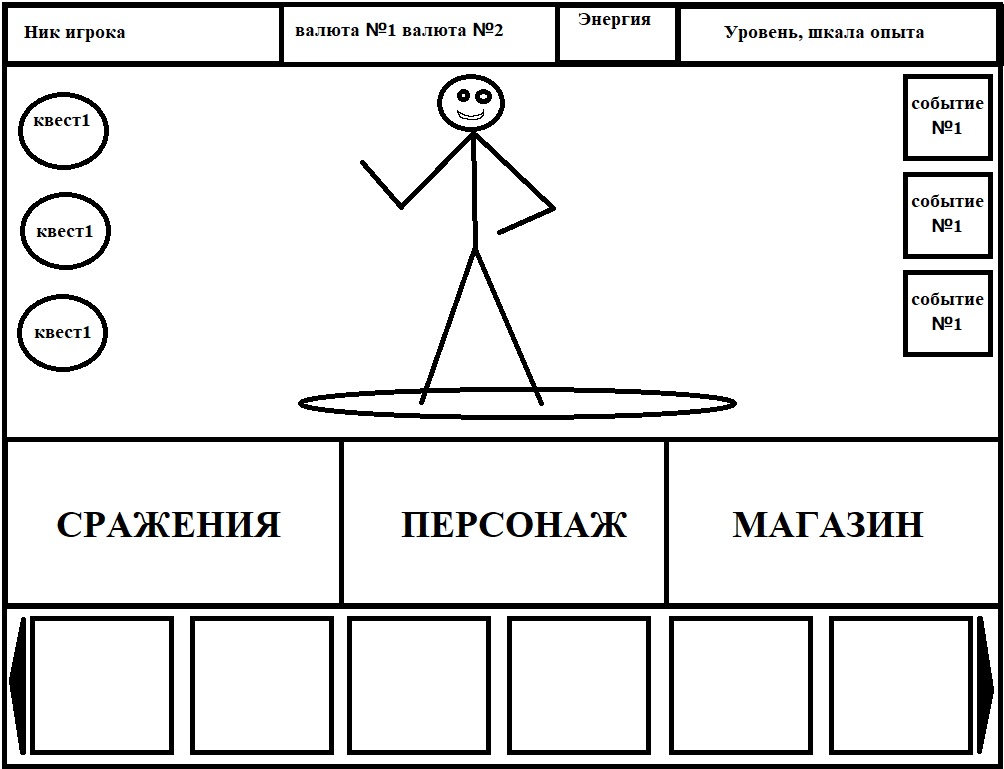 Ник игрока
валюта №1 валюта №2
Энергия
Уровень, шкала опыта
квест1
квест1
квест1
событие
№1
событие
№1
событие
№1
СРАЖЕНИЯ
ПЕРСОНАЖ
МАГАЗИН